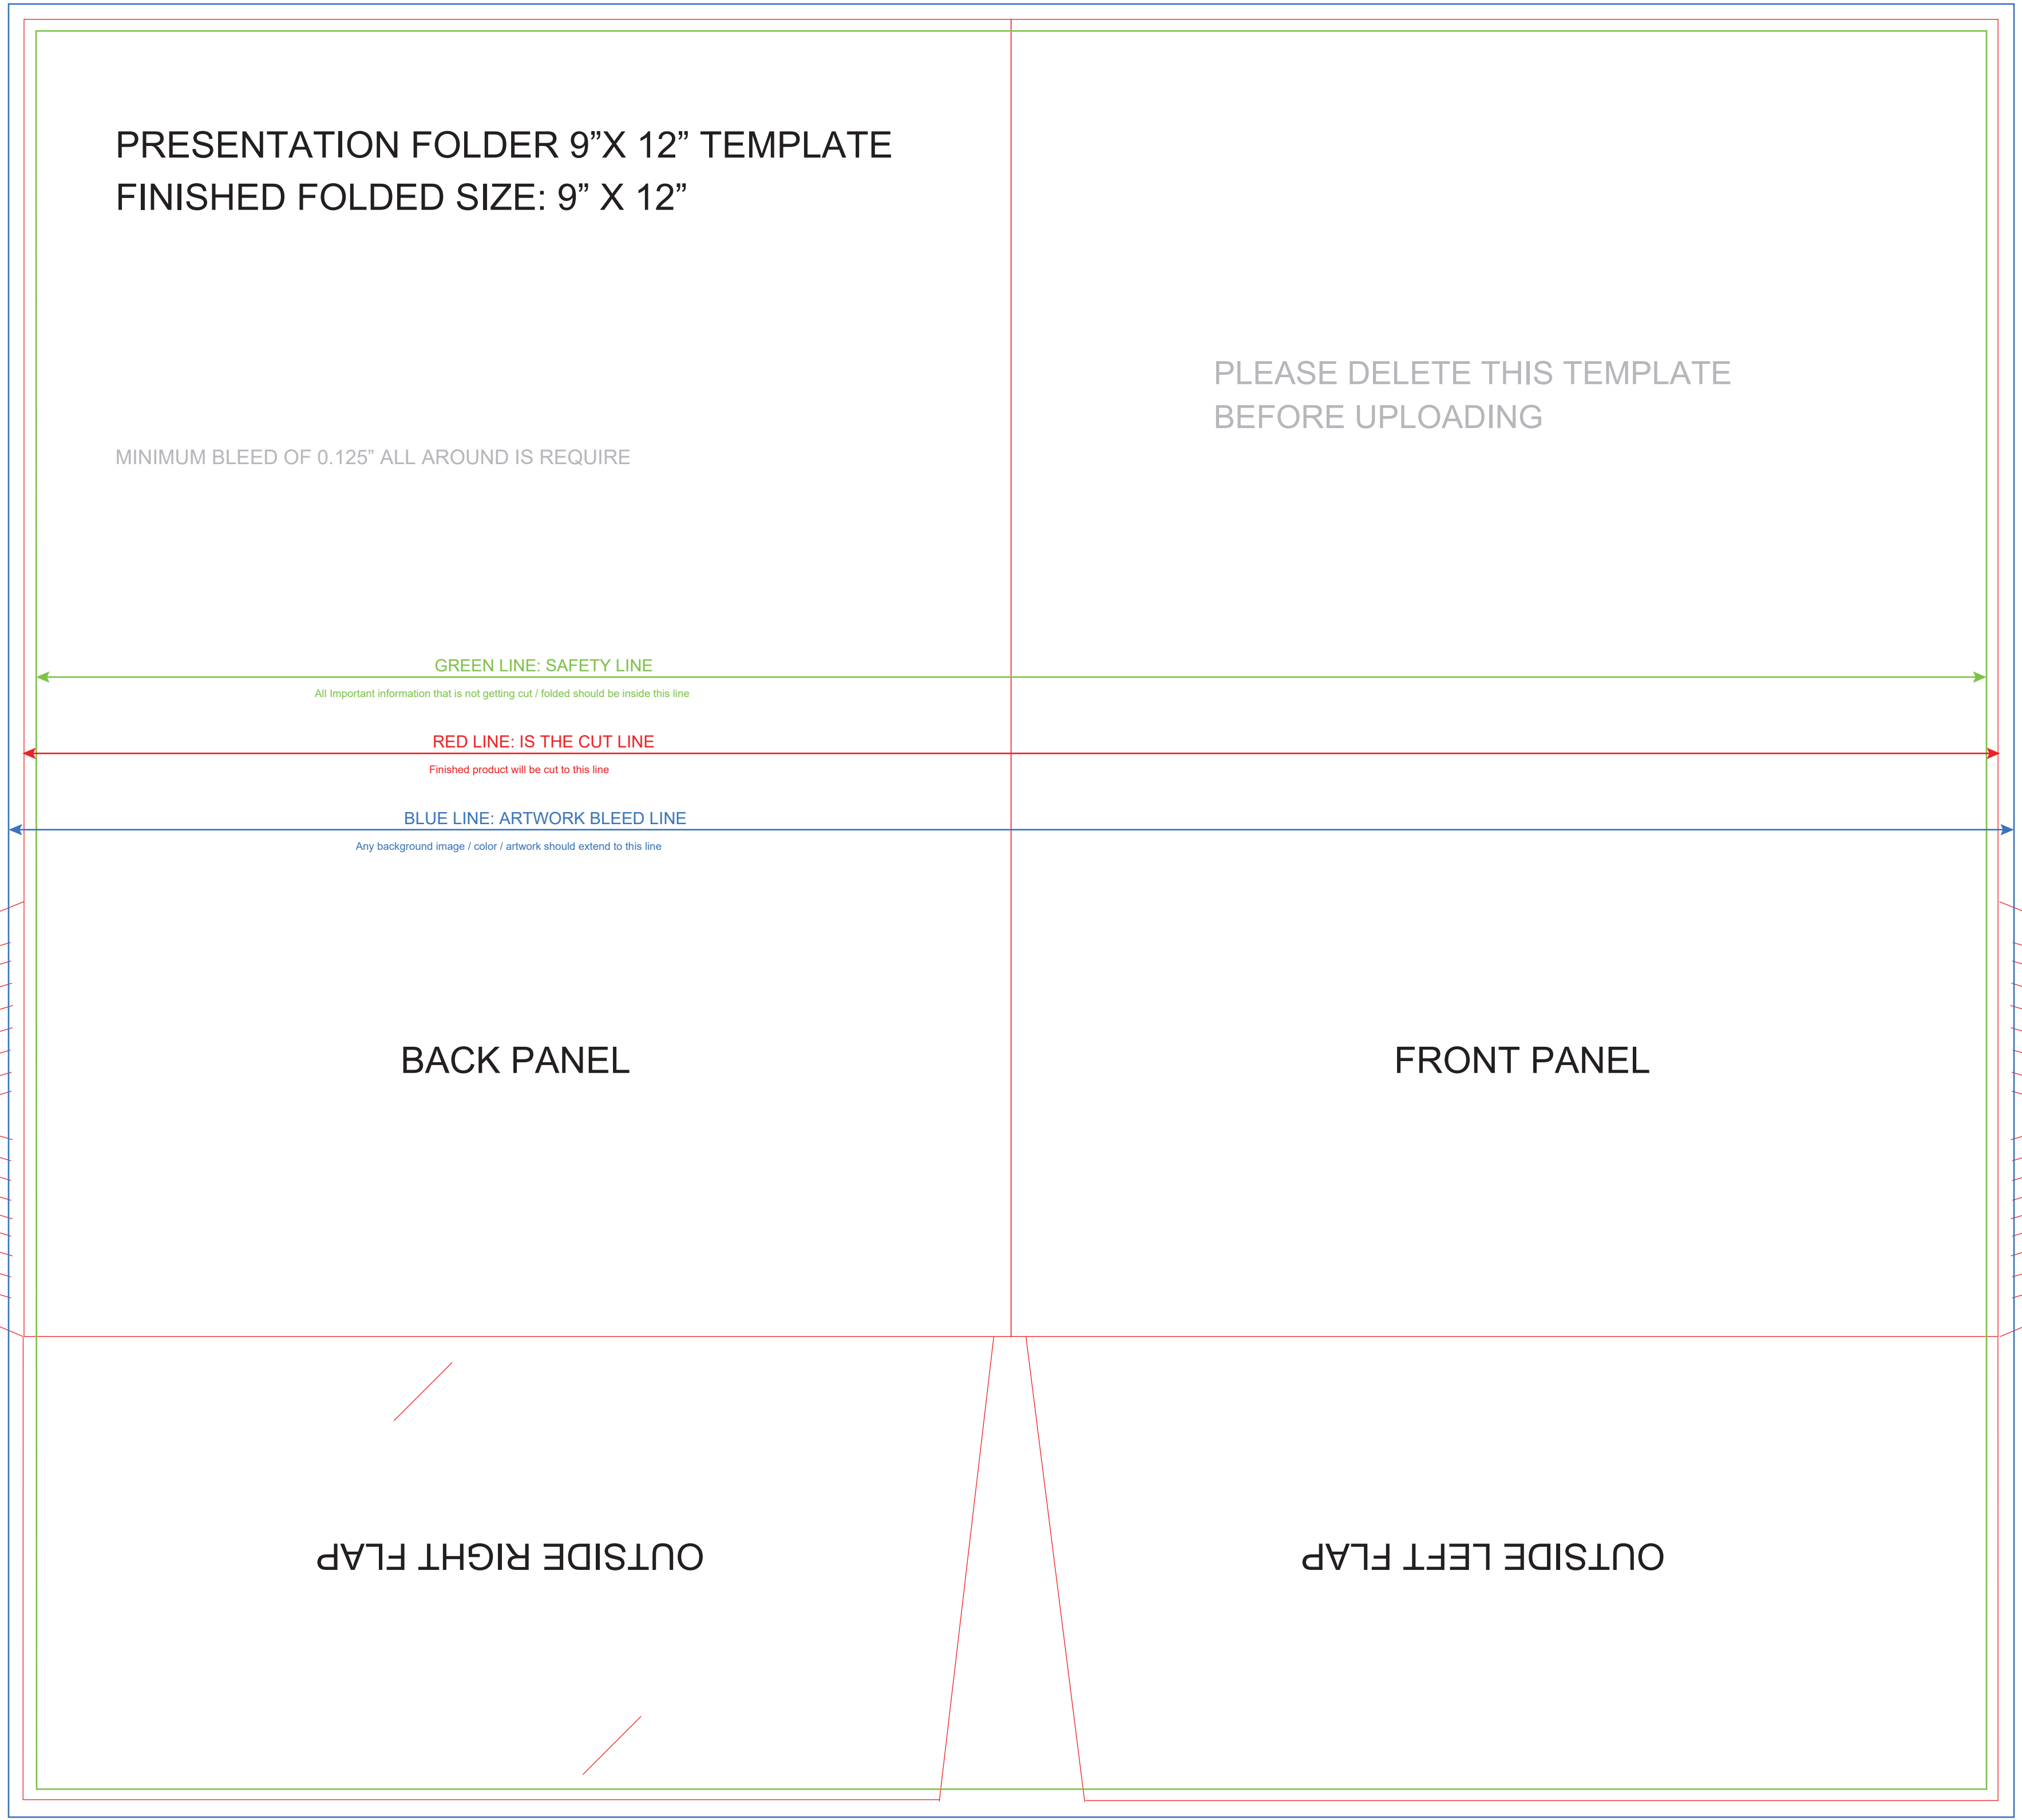 PRESENTATION FOLDER 9”X 12” TEMPLATE
FINISHED FOLDED SIZE: 9” X 12”
PLEASE DELETE THIS TEMPLATE
BEFORE UPLOADING
MINIMUM BLEED OF 0.125” ALL AROUND IS REQUIRE
GREEN LINE: SAFETY LINE
All Important information that is not getting cut / folded should be inside this line
RED LINE: IS THE CUT LINE
Finished product will be cut to this line
BLUE LINE: ARTWORK BLEED LINE
Any background image / color / artwork should extend to this line
BACK PANEL
FRONT PANEL
OUTSIDE RIGHT FLAP
OUTSIDE LEFT FLAP